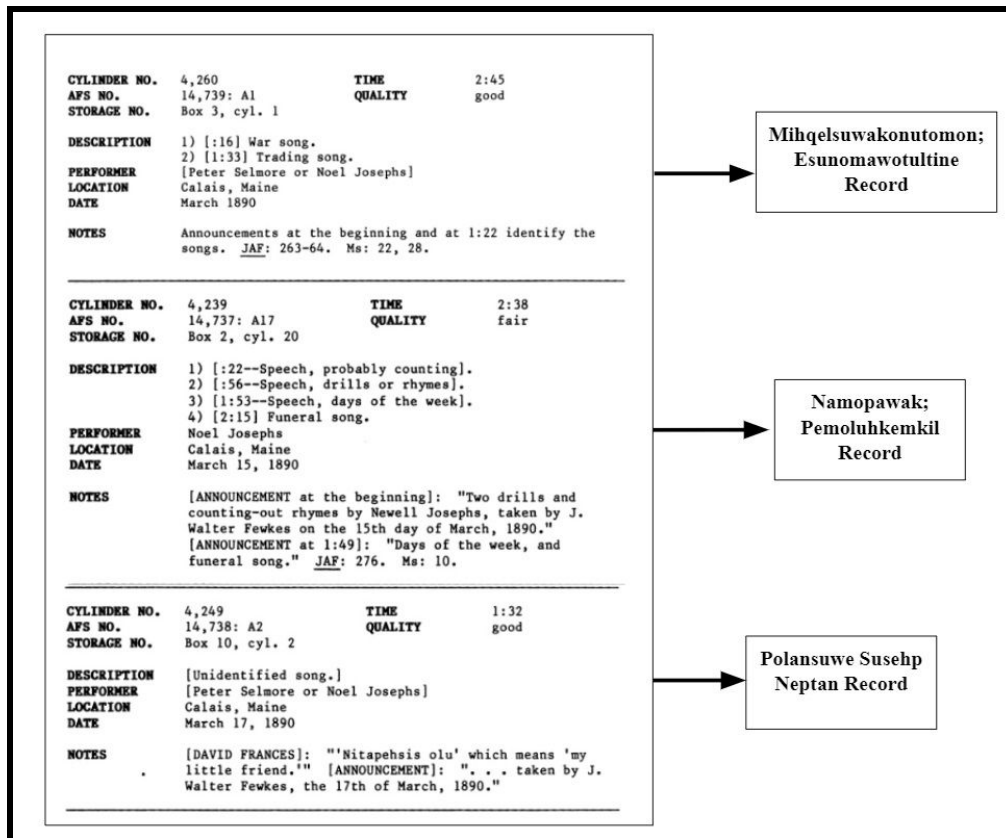 CYLINDER NO. 4,260 TIME 2:45
AFS NO. 14,739: A1 QUALITY good
STORAGE NO. Box 3, cyl. 1
DESCRIPTION 1) [:16] War song.
2) [1:33] Trading song.
PERFORMER [Peter Selmore or Noel Josephs]
LOCATION Calais, Maine
DATE March 1890
NOTES Announcements at the beginning and at 1:22 identify the
songs. JAF: 263-64. Ms: 22, 28.
Mihqelsuwakonutomon;
Esunomawotultine
Record
CYLINDER NO. 4,239 TIME 2:38
AFS NO. 14,737: A17 QUALITY fair
STORAGE NO. Box 2, cyl. 20
DESCRIPTION 1) [:22--Speech, probably counting].
2) [:56--Speech, drills or rhymes].
3) [1:53--Speech, days of the week].
4) [2:15] Funeral song.
PERFORMER Noel Josephs
LOCATION Calais, Maine
DATE March 15, 1890
NOTES [ANNOUNCEMENT at the beginning]: "Two drills and
counting-out rhymes by Newell Josephs, taken by J.
Walter Fewkes on the 15th day of March, 1890."
[ANNOUNCEMENT at 1:49]: "Days of the week, and
funeral song." JAF: 276. Ms: 10.
Namopawak;
Pemoluhkemkil
Record
CYLINDER NO. 4,249 TIME 1:32
AFS NO. 14,738: A2 QUALITY good
STORAGE NO. Box 10, cyl. 2
DESCRIPTION [Unidentified song.]
PERFORMER [Peter Selmore or Noel Josephs]
LOCATION Calais, Maine
DATE March 17, 1890
NOTES [DAVID FRANCES]: "'Nitapehsis olu' which means 'my
little friend.'" [ANNOUNCEMENT]: ". . . taken by J.
Walter Fewkes, the 17th of March, 1890."
Polansuwe Susehp
Neptan Record